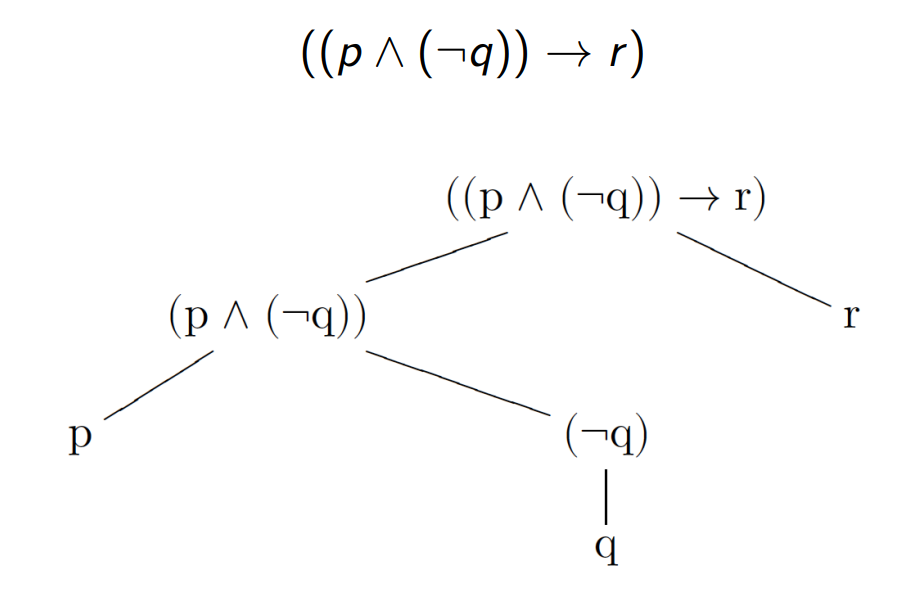 ((p ∧ (¬q)) → r)
((p ∧ (¬q)) → r)
(p ∧ (¬q))
r
p
(¬q)
q